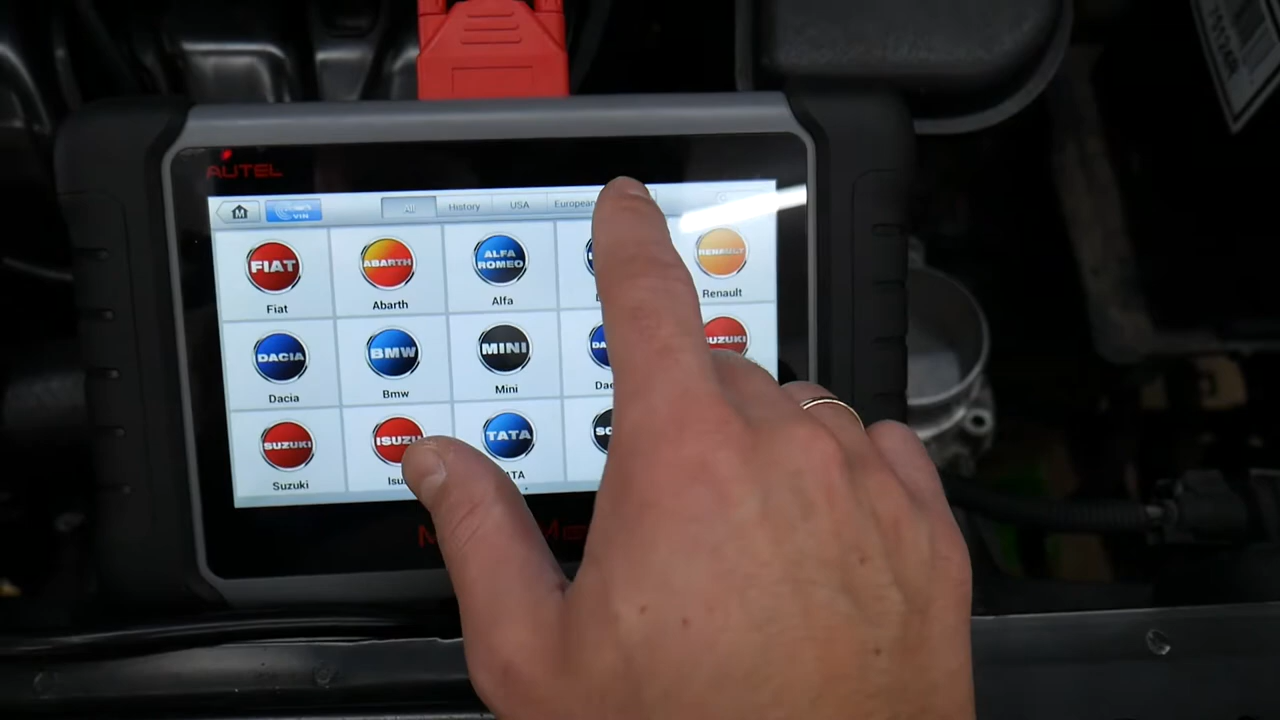 AUTEL
VIN
All History USA European
FIAT
ABARTH
ALFA
ROMEO
RENAULT
Fiat
Abarth
Alfa
Renault
DACIA
BMW
MINI
Dacia
Bmw
Mini
SUZUKI
TATA
Suzuki